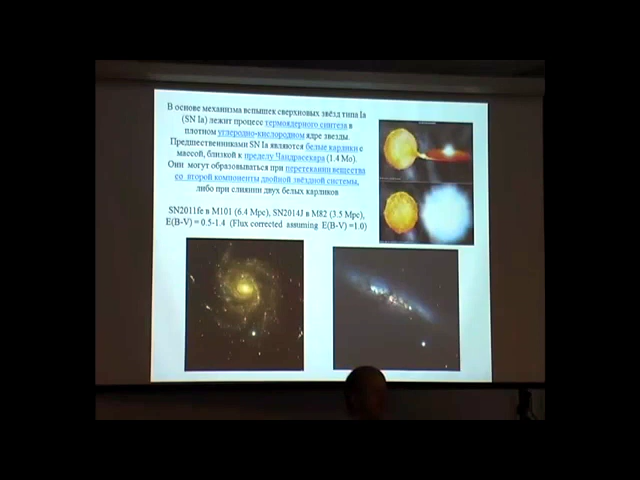 В основе механизма вспышек сверхновых звёзд типа Ia
(SN Ia) лежит процесс термоядерного синтеза в
плотном углеродно-кислородном ядре звезды.
Предшественниками SN Ia являются белые карлики с
массой, близкой к пределу Чандрасекара (1.4 Мо).
Они могут образовываться при перетекании вещества
со второй компоненты двойной звёздной системы,
либо при слиянии двух белых карликов
SN2011fe в M101 (6.4 Mpc), SN2014J в M82 (3.5 Mpc),
E(B-V) = 0.5-1.4 (Flux corrected assuming E(B-V) =1.0)